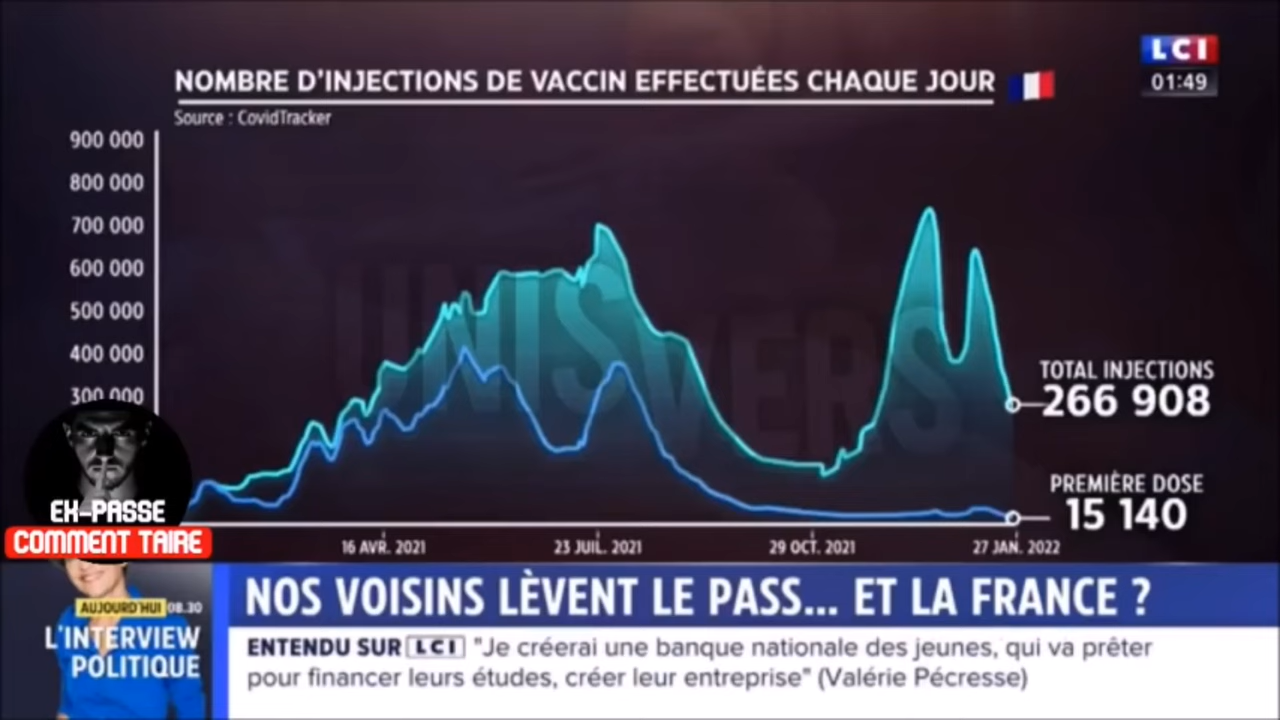 LCI
01:49
NOMBRE D'INJECTIONS DE VACCIN EFFECTUÉES CHAQUE JOUR
Source : CovidTracker
900 000
800 000
700 000
600 000
500 000
400 000
300 000
UNIS VERS
TOTAL INJECTIONS
266 908
PREMIÈRE DOSE
15 140
16 AVR. 2021
23 JUIL. 2021
29 OCT. 2021
27 JAN. 2022
EX-PASSE
COMMENT TAIRE
AUJOURD'HUI 08.30
L'INTERVIEW
POLITIQUE
NOS VOISINS LÈVENT LE PASS... ET LA FRANCE ?
ENTENDU SUR LCI "Je créerai une banque nationale des jeunes, qui va prêter
pour financer leurs études, créer leur entreprise" (Valérie Pécresse)